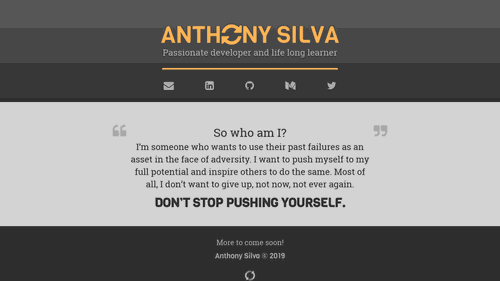 ANTHONY SILVA
Passionate developer and life long learner
So who am I?
I'm someone who wants to use their past failures as an
asset in the face of adversity. I want to push myself to my
full potential and inspire others to do the same. Most of
all, I don't want to give up, not now, not ever again.
DON'T STOP PUSHING YOURSELF.
More to come soon!
Anthony Silva © 2019